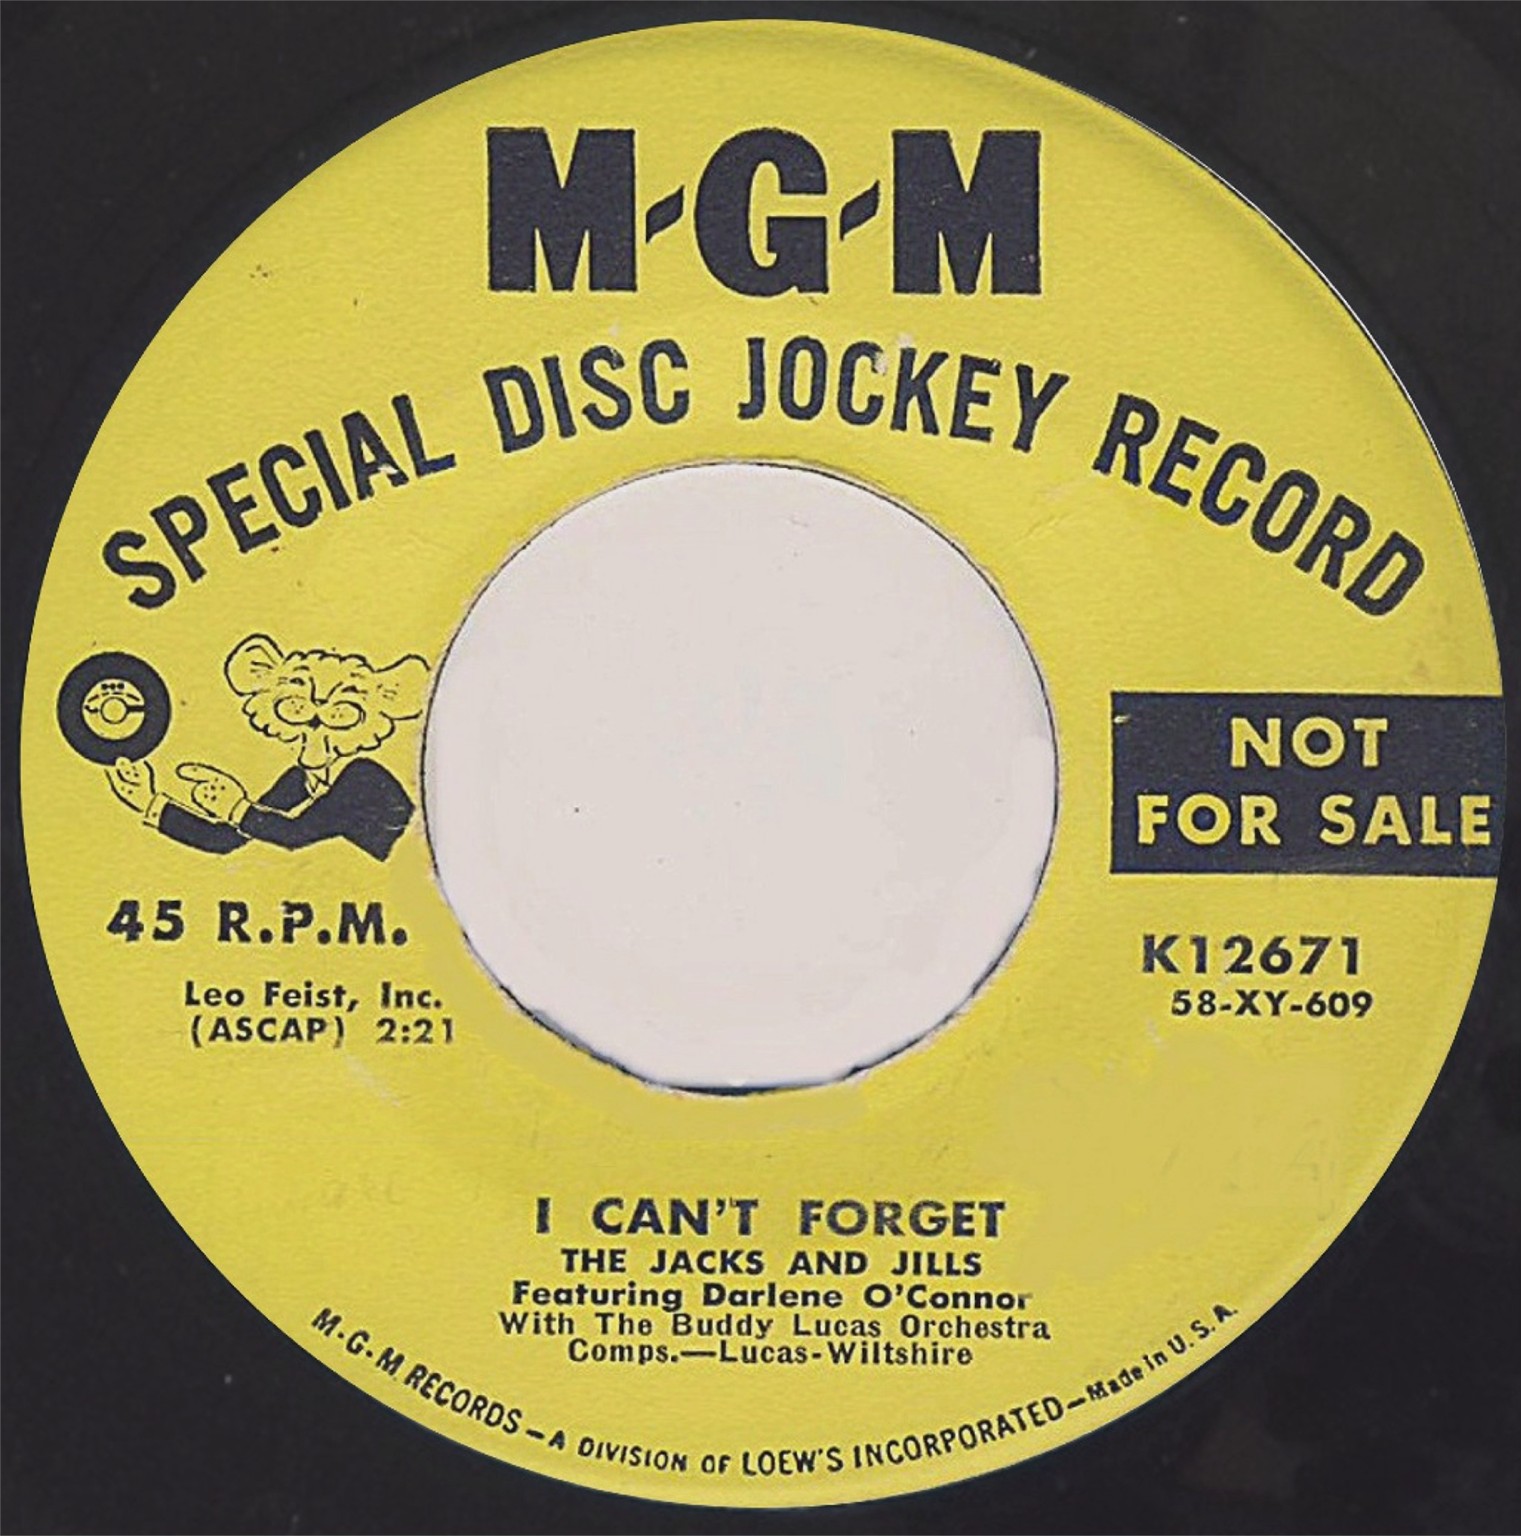 M-G-M
SPECIAL DISC JOCKEY RECORD
NOT
FOR SALE
45 R.P.M.
Leo Feist, Inc.
(ASCAP) 2:21
K12671
58-XY-609
I CAN'T FORGET
THE JACKS AND JILLS
Featuring Darlene O'Connor
With The Buddy Lucas Orchestra
Comps.—Lucas-Wiltshire
M-G-M RECORDS—A DIVISION OF LOEW'S INCORPORATED—Made in U.S.A.